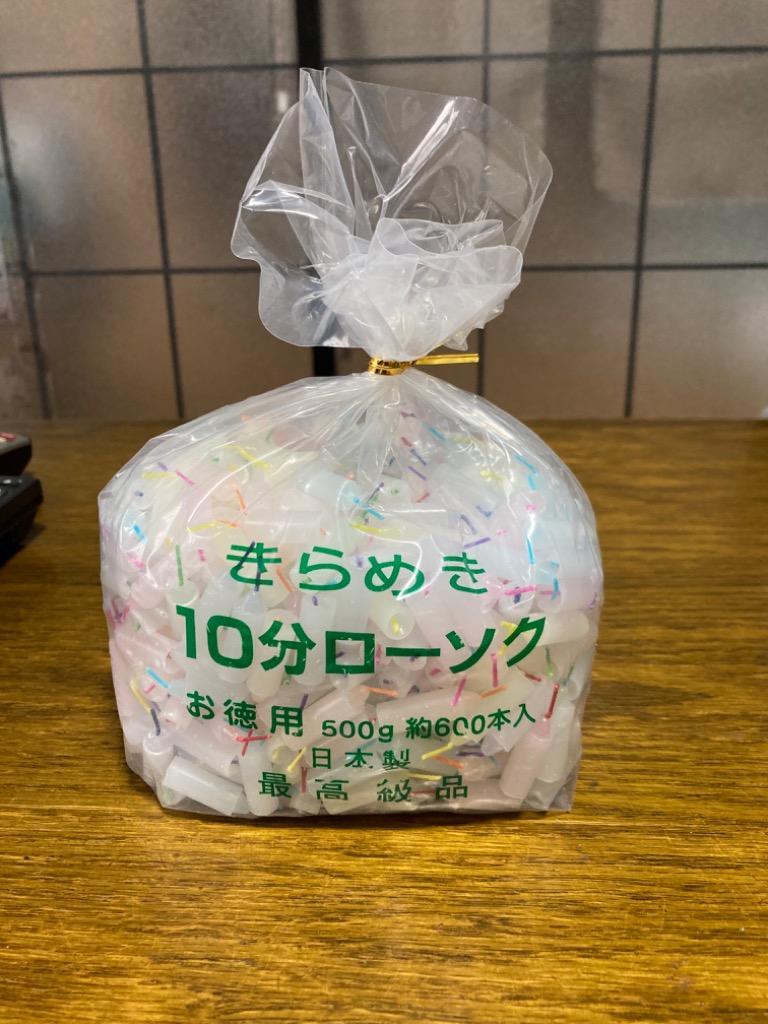 きらめき
10分ローソク
お徳用 500g 約600本入
日本製
最高級品